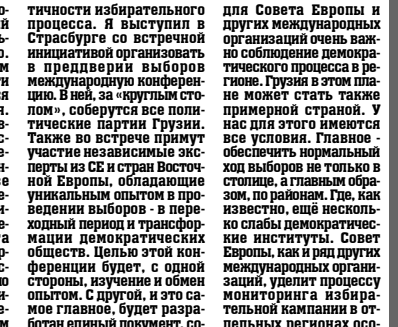 тичности избирательного
процесса. Я выступил в
Страсбурге со встречной
инициативой организовать
в преддверии выборов
международную конферен-
цию. В ней, за «круглым сто-
лом», соберутся все поли-
тические партии Грузии.
Также во встрече примут
участие независимые экс-
перты из СЕ и стран Восточ-
ной Европы, обладающие
уникальным опытом в про-
ведении выборов - в пере-
ходный период и трансфор-
мации демократических
обществ. Целью этой кон-
ференции будет, с одной
стороны, изучение и обмен
опытом. С другой, и это са-
мое главное, будет разра-
ботан единый документ, со-
для Совета Европы и
других международных
организаций очень важ-
но соблюдение демокра-
тического процесса в ре-
гионе. Грузия в этом пла-
не может стать также
примерной страной. У
нас для этого имеются
все условия. Главное -
обеспечить нормальный
ход выборов не только в
столице, а главным обра-
зом, по районам. Где, как
известно, ещё несколь-
ко слабы демократичес-
кие институты. Совет
Европы, как и ряд других
международных органи-
заций, уделит процессу
мониторинга избира-
тельной кампании в от-
дельных регионах осо-